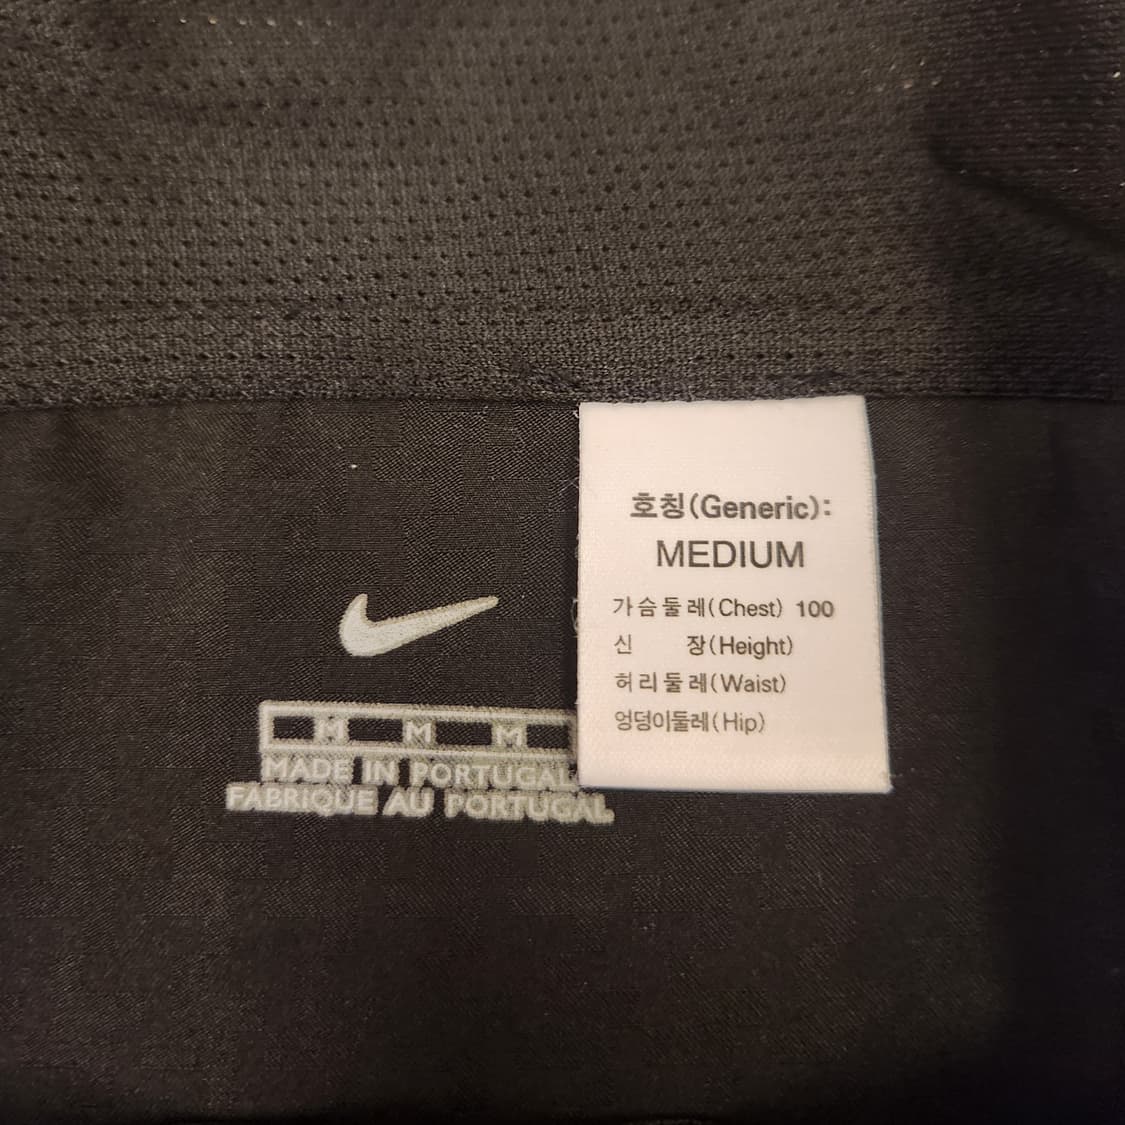 호칭(Generic):
MEDIUM
가슴둘레(Chest) 100
신 장(Height)
허리둘레(Waist)
엉덩이둘레(Hip)
M M M
MADE IN PORTUGAL
FABRIQUE AU PORTUGAL